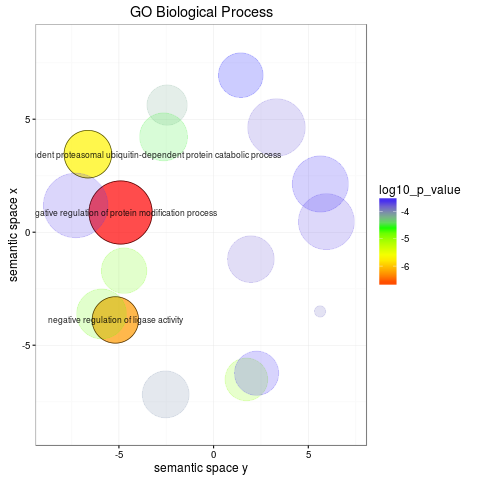 GO Biological Process
semantic space x
5
0
-5
dent proteasomal ubiquitin-dependent protein catabolic process
gative regulation of protein modification process
negative regulation of ligase activity
-5
0
5
semantic space y
log10_p_value
-4
-5
-6